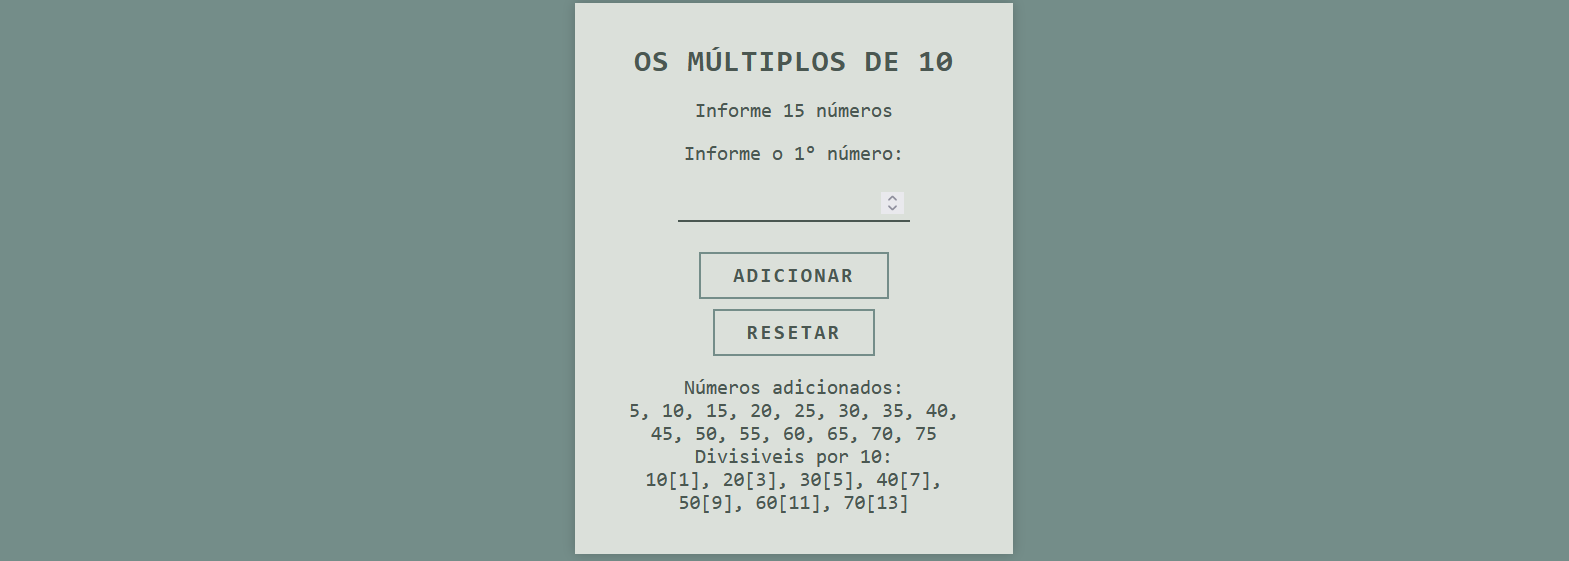 OS MÚLTIPLOS DE 10
Informe 15 números
Informe o 1º número:
ADICIONAR
RESETAR
Números adicionados:
5, 10, 15, 20, 25, 30, 35, 40,
45, 50, 55, 60, 65, 70, 75
Divisiveis por 10:
10[1], 20[3], 30[5], 40[7],
50[9], 60[11], 70[13]